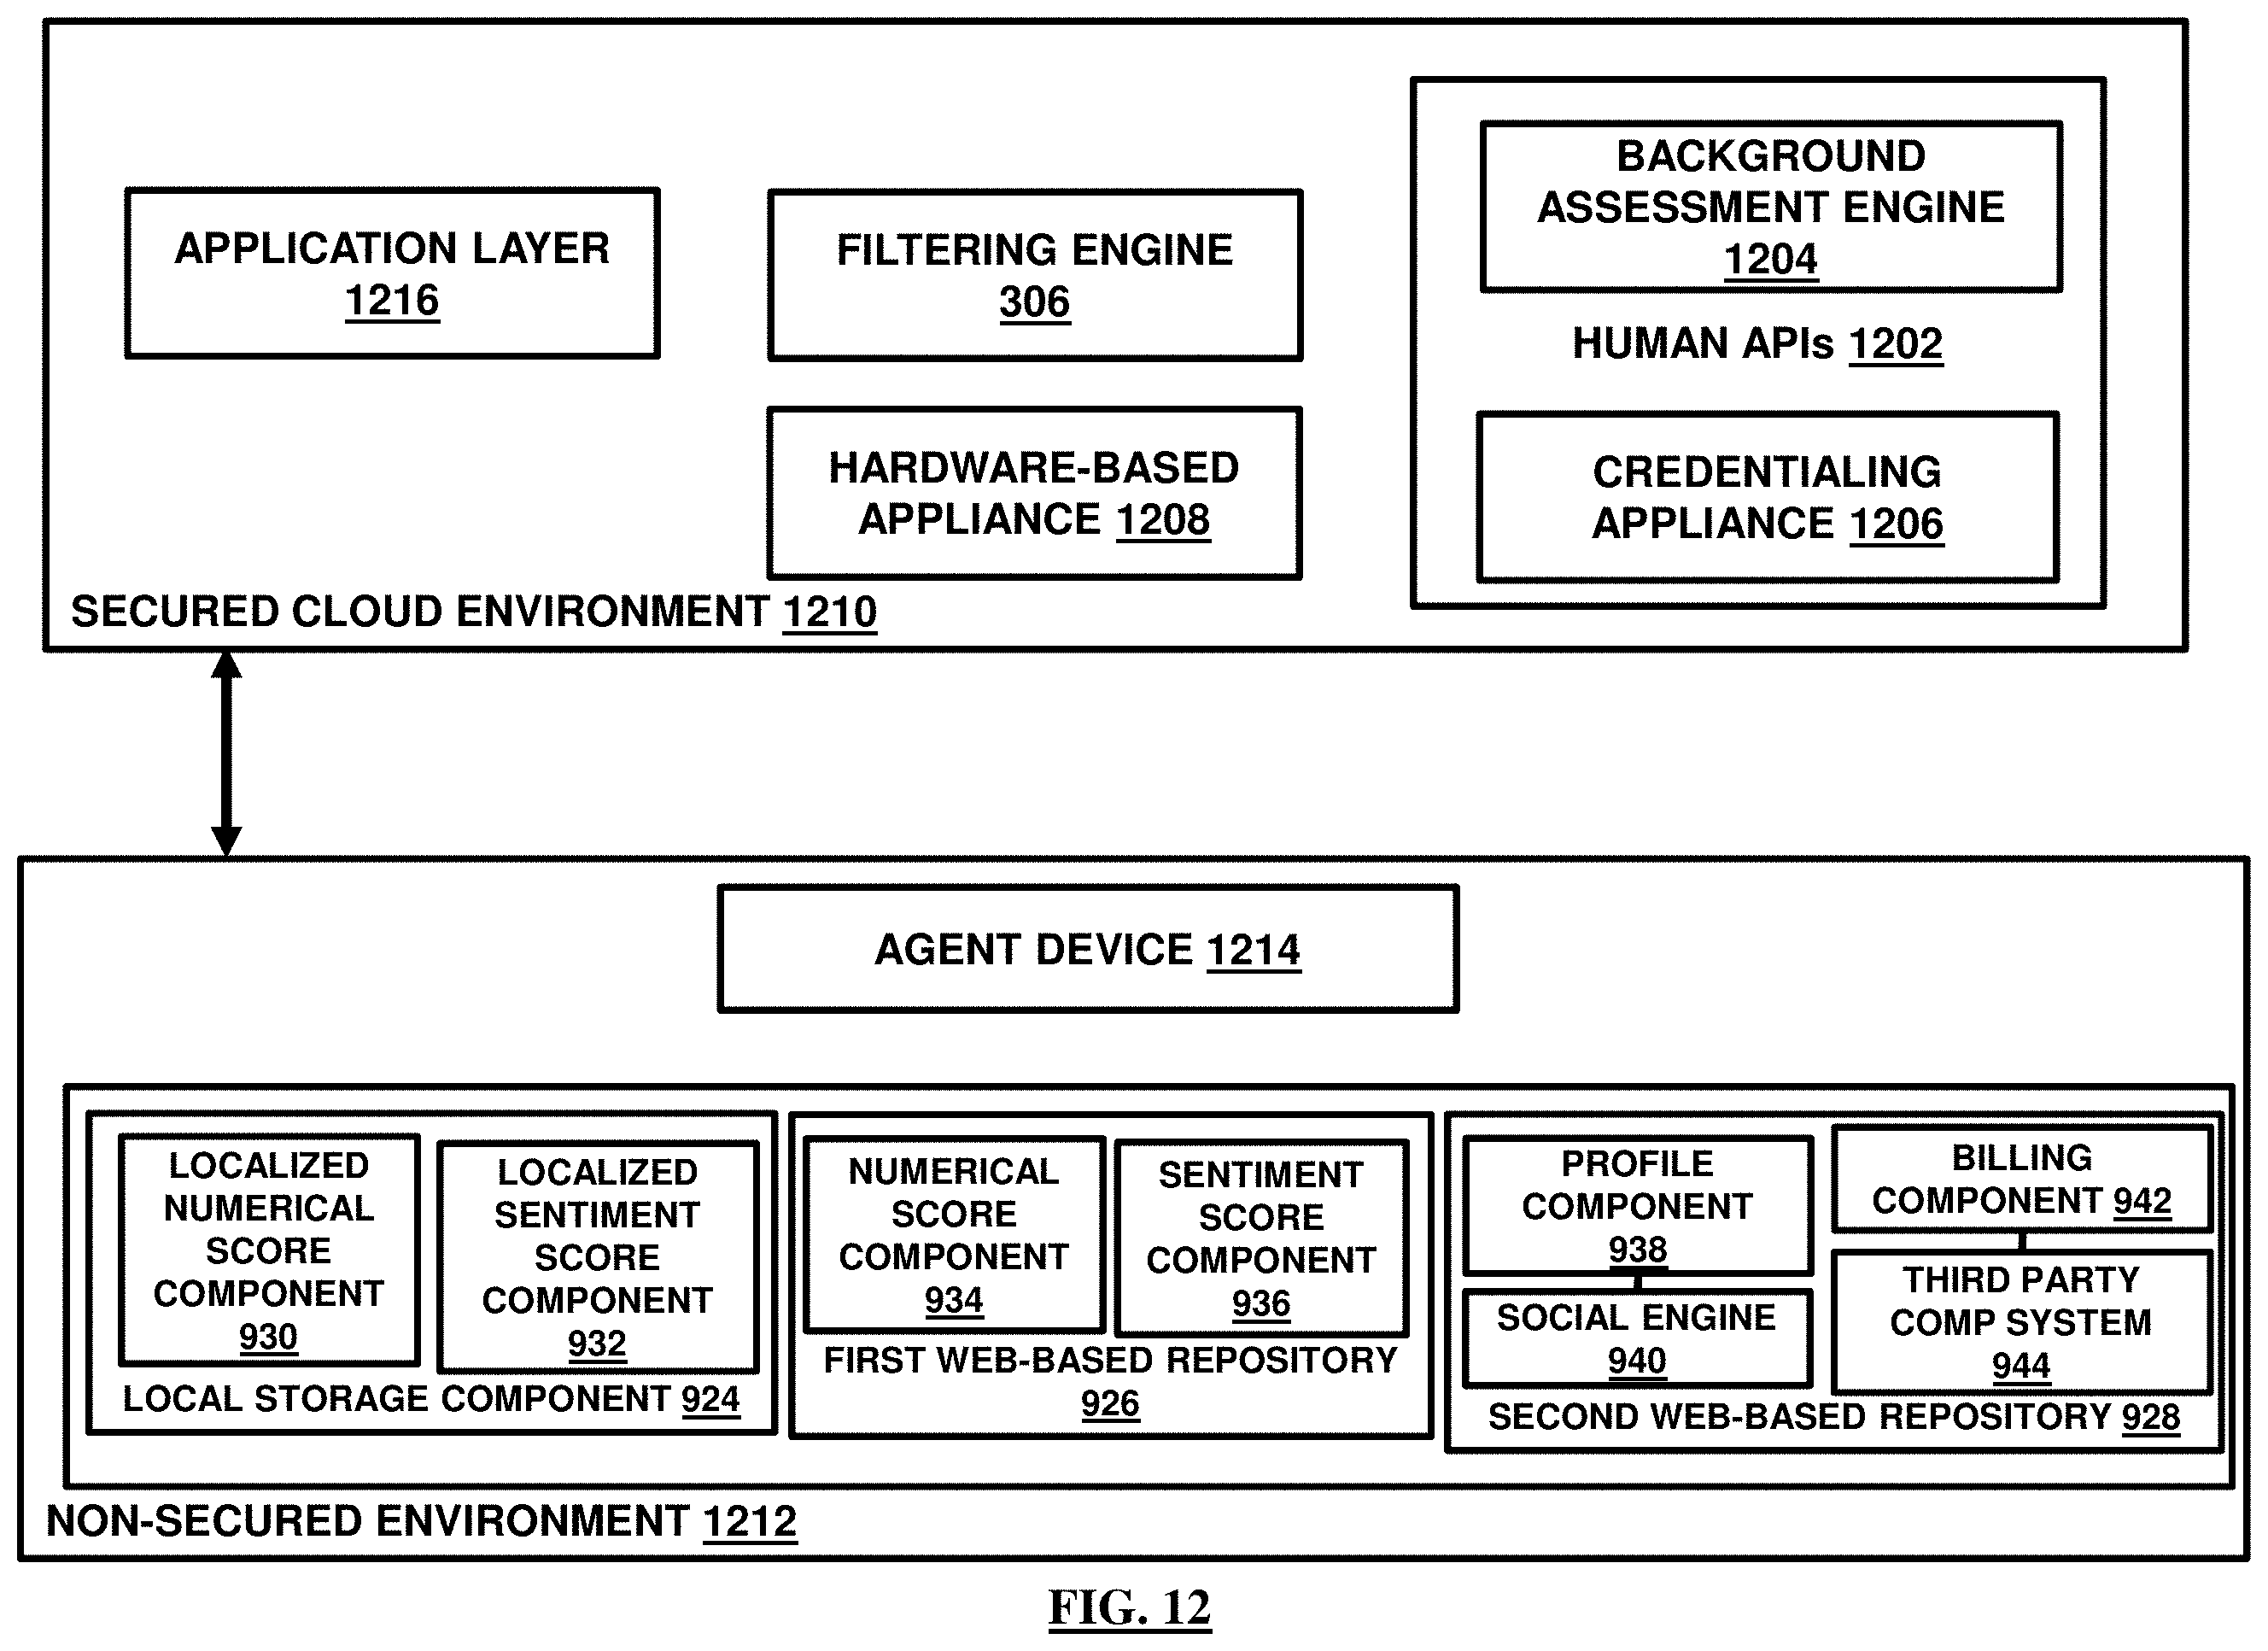 APPLICATION LAYER
1216
FILTERING ENGINE
306
HARDWARE-BASED
APPLIANCE 1208
BACKGROUND
ASSESSMENT ENGINE
1204
HUMAN APIs 1202
CREDENTIALING
APPLIANCE 1206
SECURED CLOUD ENVIRONMENT 1210
AGENT DEVICE 1214
LOCALIZED
NUMERICAL
SCORE
COMPONENT
930
LOCALIZED
SENTIMENT
SCORE
COMPONENT
932
LOCAL STORAGE COMPONENT 924
NUMERICAL
SCORE
COMPONENT
934
SENTIMENT
SCORE
COMPONENT
936
FIRST WEB-BASED REPOSITORY
926
PROFILE
COMPONENT
938
SOCIAL ENGINE
940
BILLING
COMPONENT 942
THIRD PARTY
COMP SYSTEM
944
SECOND WEB-BASED REPOSITORY 928
NON-SECURED ENVIRONMENT 1212
FIG. 12